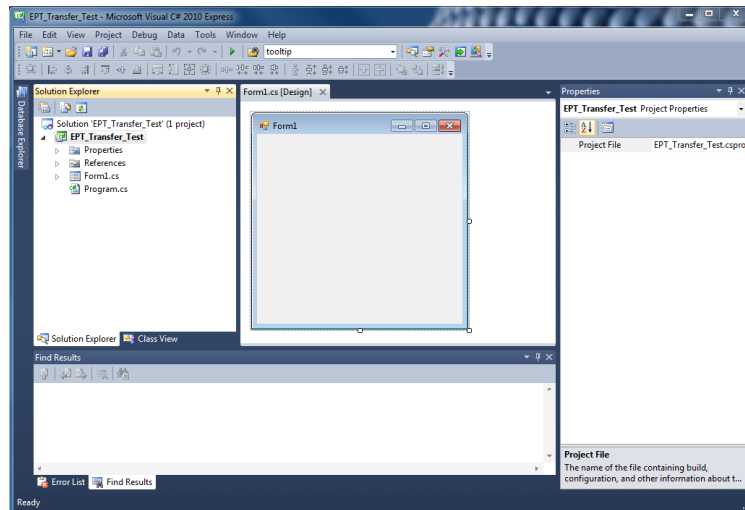 EPT_Transfer_Test - Microsoft Visual C# 2010 Express
File Edit View Project Debug Data Tools Window Help
tooltip
Database Explorer
Solution Explorer
Solution 'EPT_Transfer_Test' (1 project)
EPT_Transfer_Test
Properties
References
Form1.cs
Program.cs
Solution Explorer Class View
Form1.cs [Design]
Form1
Properties
EPT_Transfer_Test Project Properties
Project File EPT_Transfer_Test.cspro
Project File
The name of the file containing build,
configuration, and other information about t...
Find Results
Error List Find Results
Ready